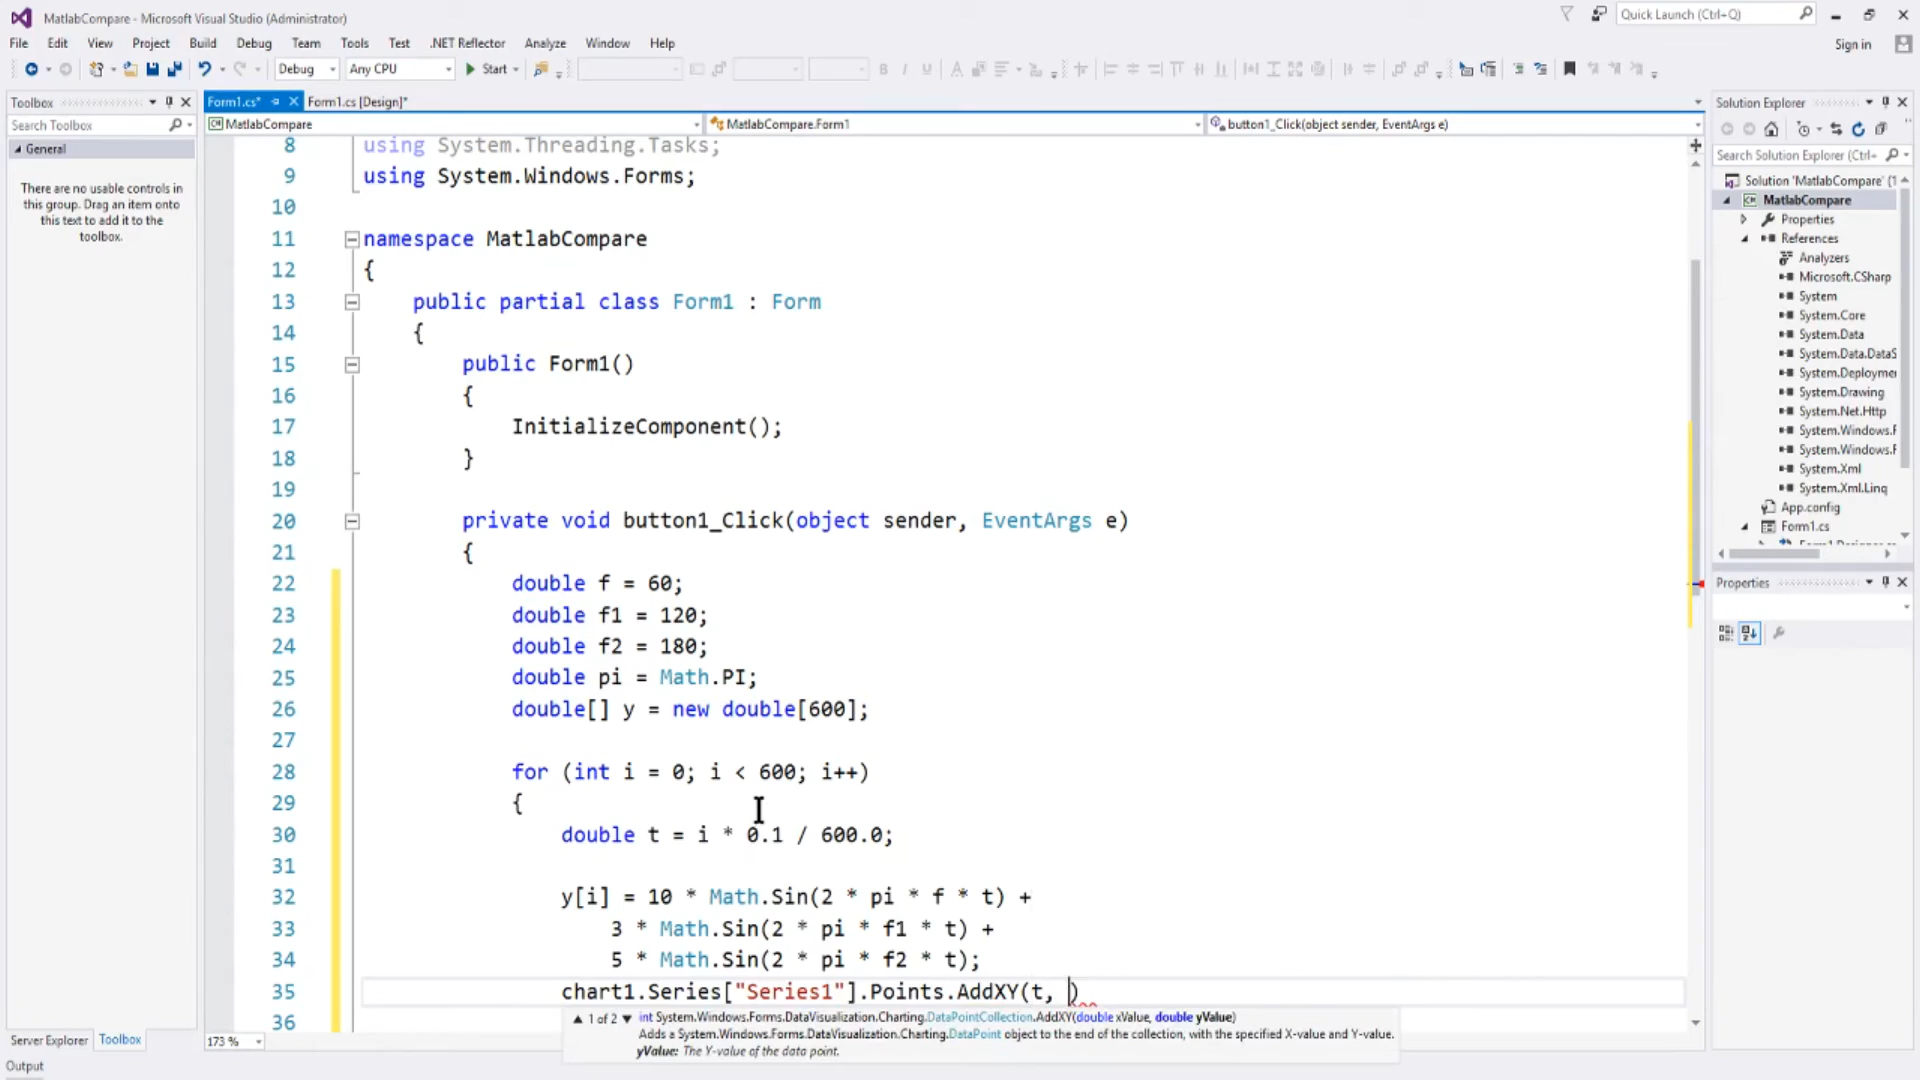 MatlabCompare - Microsoft Visual Studio (Administrator)
Quick Launch (Ctrl+Q)
File Edit View Project Build Debug Team Tools Test .NET Reflector Analyze Window Help
Sign in
Debug Any CPU Start
Toolbox
Form1.cs* Form1.cs [Design]*
Solution Explorer
Search Toolbox
MatlabCompare MatlabCompare.Form1 button1_Click(object sender, EventArgs e)
General
There are no usable controls in
this group. Drag an item onto
this text to add it to the
toolbox.
8 using System.Threading.Tasks;
9 using System.Windows.Forms;
10
11 namespace MatlabCompare
12 {
13 public partial class Form1 : Form
14 {
15 public Form1()
16 {
17 InitializeComponent();
18 }
19
20 private void button1_Click(object sender, EventArgs e)
21 {
22 double f = 60;
23 double f1 = 120;
24 double f2 = 180;
25 double pi = Math.PI;
26 double[] y = new double[600];
27
28 for (int i = 0; i < 600; i++)
29 {
30 double t = i * 0.1 / 600.0;
31
32 y[i] = 10 * Math.Sin(2 * pi * f * t) +
33 3 * Math.Sin(2 * pi * f1 * t) +
34 5 * Math.Sin(2 * pi * f2 * t);
35 chart1.Series["Series1"].Points.AddXY(t, )
36
1 of 2 int System.Windows.Forms.DataVisualization.Charting.DataPointCollection.AddXY(double xValue, double yValue)
Adds a System.Windows.Forms.DataVisualization.Charting.DataPoint object to the end of the collection, with the specified X-value and Y-value.
yValue: The Y-value of the data point.
173 %
Server Explorer Toolbox
Output
Search Solution Explorer (Ctrl+
Solution 'MatlabCompare' (1
MatlabCompare
Properties
References
Analyzers
Microsoft.CSharp
System
System.Core
System.Data
System.Data.DataS
System.Deployme
System.Drawing
System.Net.Http
System.Windows.F
System.Windows.F
System.Xml
System.Xml.Linq
App.config
Form1.cs
Properties